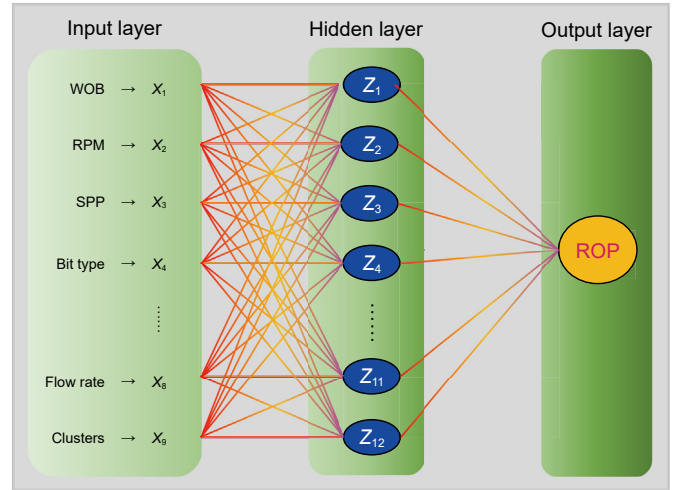 Input layer Hidden layer Output layer
WOB → X1 Z1
RPM → X2 Z2
SPP → X3 Z3
Bit type → X4 Z4 ROP
...... ......
Flow rate → X8 Z11
Clusters → X9 Z12